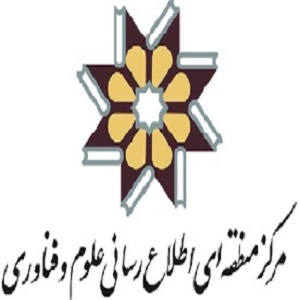 مرکز منطقه ای اطلاع رسانی علوم و فناوری